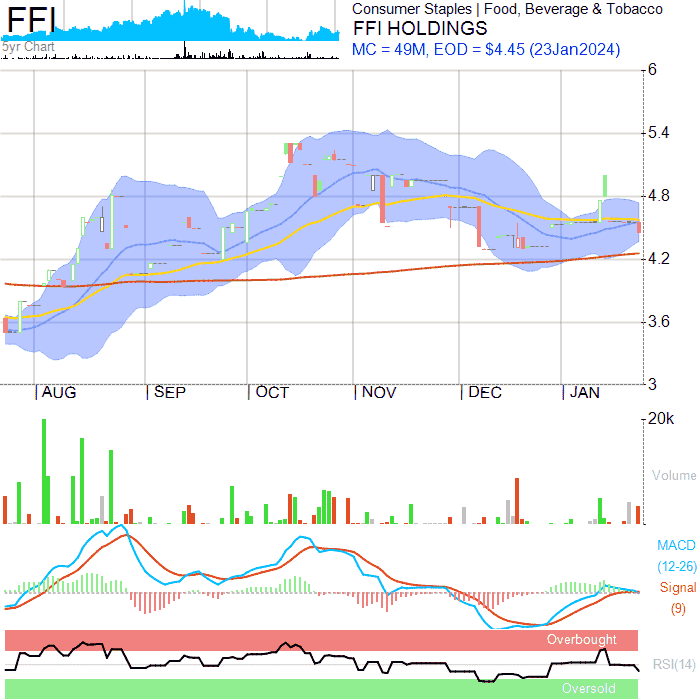 FFI
5yr Chart
Consumer Staples | Food, Beverage & Tobacco
FFI HOLDINGS
MC = 49M, EOD = $4.45 (23Jan2024)
6
5.4
4.8
4.2
3.6
3
AUG SEP OCT NOV DEC JAN
20k
Volume
MACD
(12-26)
Signal
(9)
Overbought
RSI(14)
Oversold